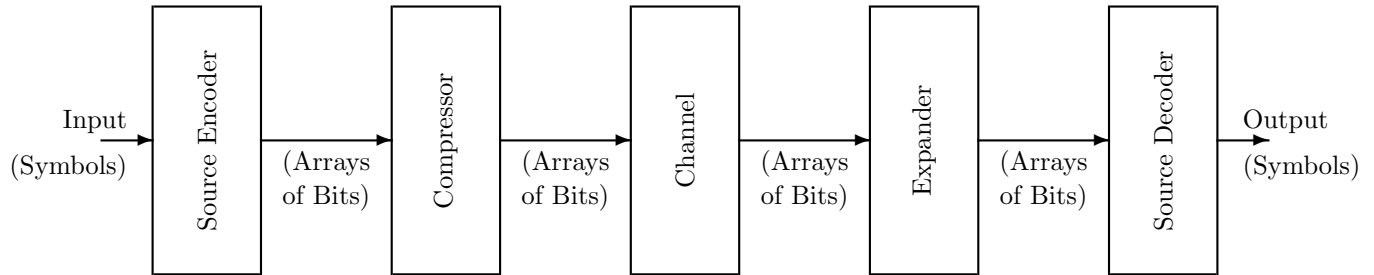 Input
(Symbols)
Source Encoder
(Arrays
of Bits)
Compressor
(Arrays
of Bits)
Channel
(Arrays
of Bits)
Expander
(Arrays
of Bits)
Source Decoder
Output
(Symbols)